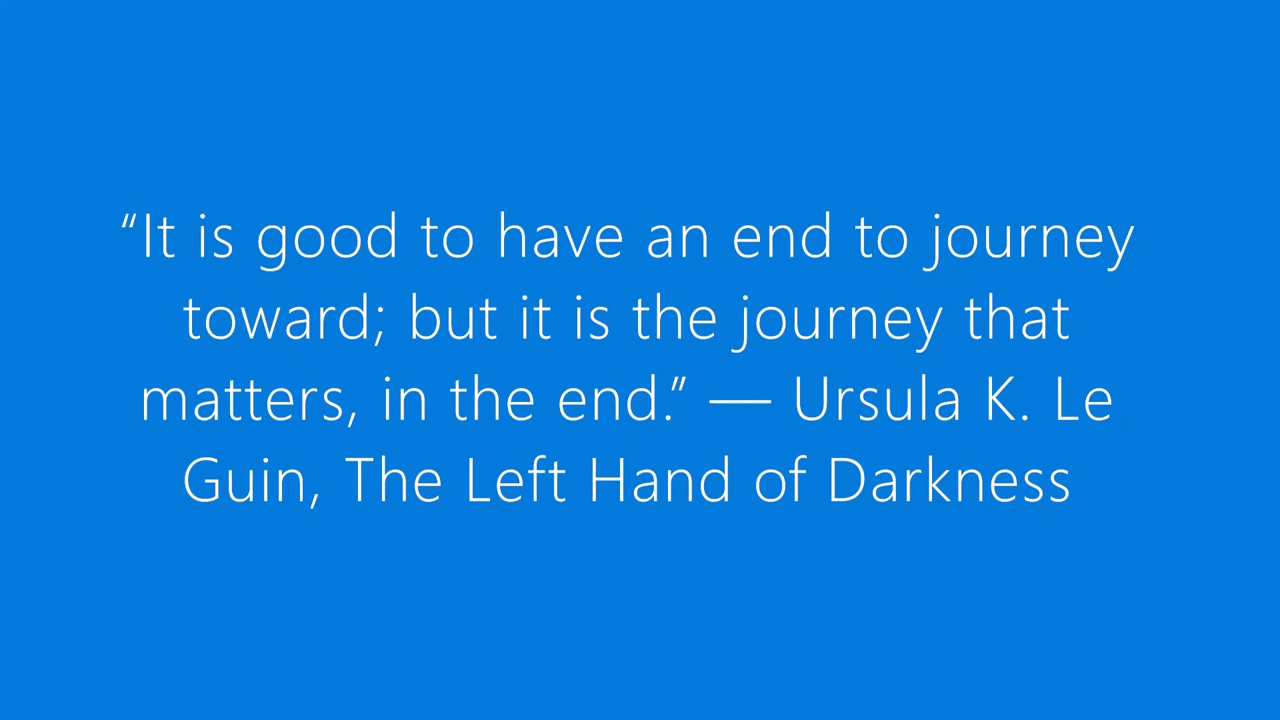 “It is good to have an end to journey
toward; but it is the journey that
matters, in the end.” — Ursula K. Le
Guin, The Left Hand of Darkness